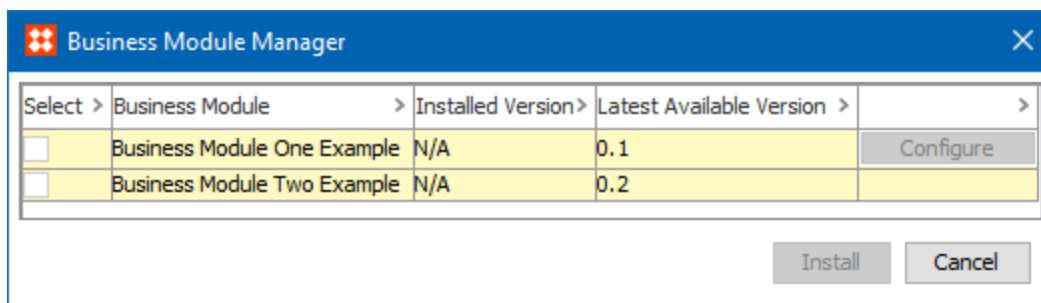 Business Module Manager
Select > Business Module > Installed Version > Latest Available Version > >
Business Module One Example N/A 0.1 Configure
Business Module Two Example N/A 0.2
Install Cancel